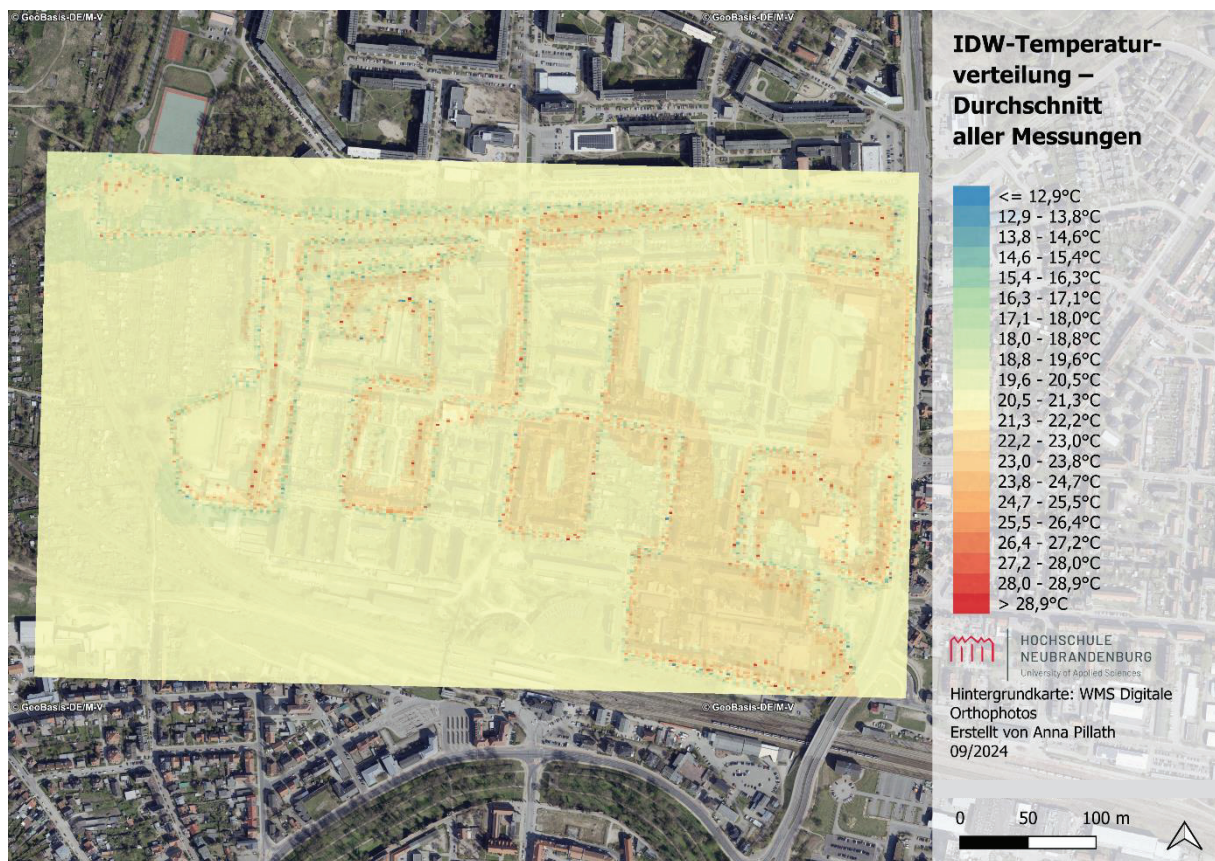 © GeoBasis-DE/M-V
© GeoBasis-DE/M-V
© GeoBasis-DE/M-V
© GeoBasis-DE/M-V
IDW-Temperatur-
verteilung –
Durchschnitt
aller Messungen
<= 12,9°C
12,9 - 13,8°C
13,8 - 14,6°C
14,6 - 15,4°C
15,4 - 16,3°C
16,3 - 17,1°C
17,1 - 18,0°C
18,0 - 18,8°C
18,8 - 19,6°C
19,6 - 20,5°C
20,5 - 21,3°C
21,3 - 22,2°C
22,2 - 23,0°C
23,0 - 23,8°C
23,8 - 24,7°C
24,7 - 25,5°C
25,5 - 26,4°C
26,4 - 27,2°C
27,2 - 28,0°C
28,0 - 28,9°C
> 28,9°C
HOCHSCHULE
NEUBRANDENBURG
University of Applied Sciences
Hintergrundkarte: WMS Digitale
Orthophotos
Erstellt von Anna Pillath
09/2024
0 50 100 m